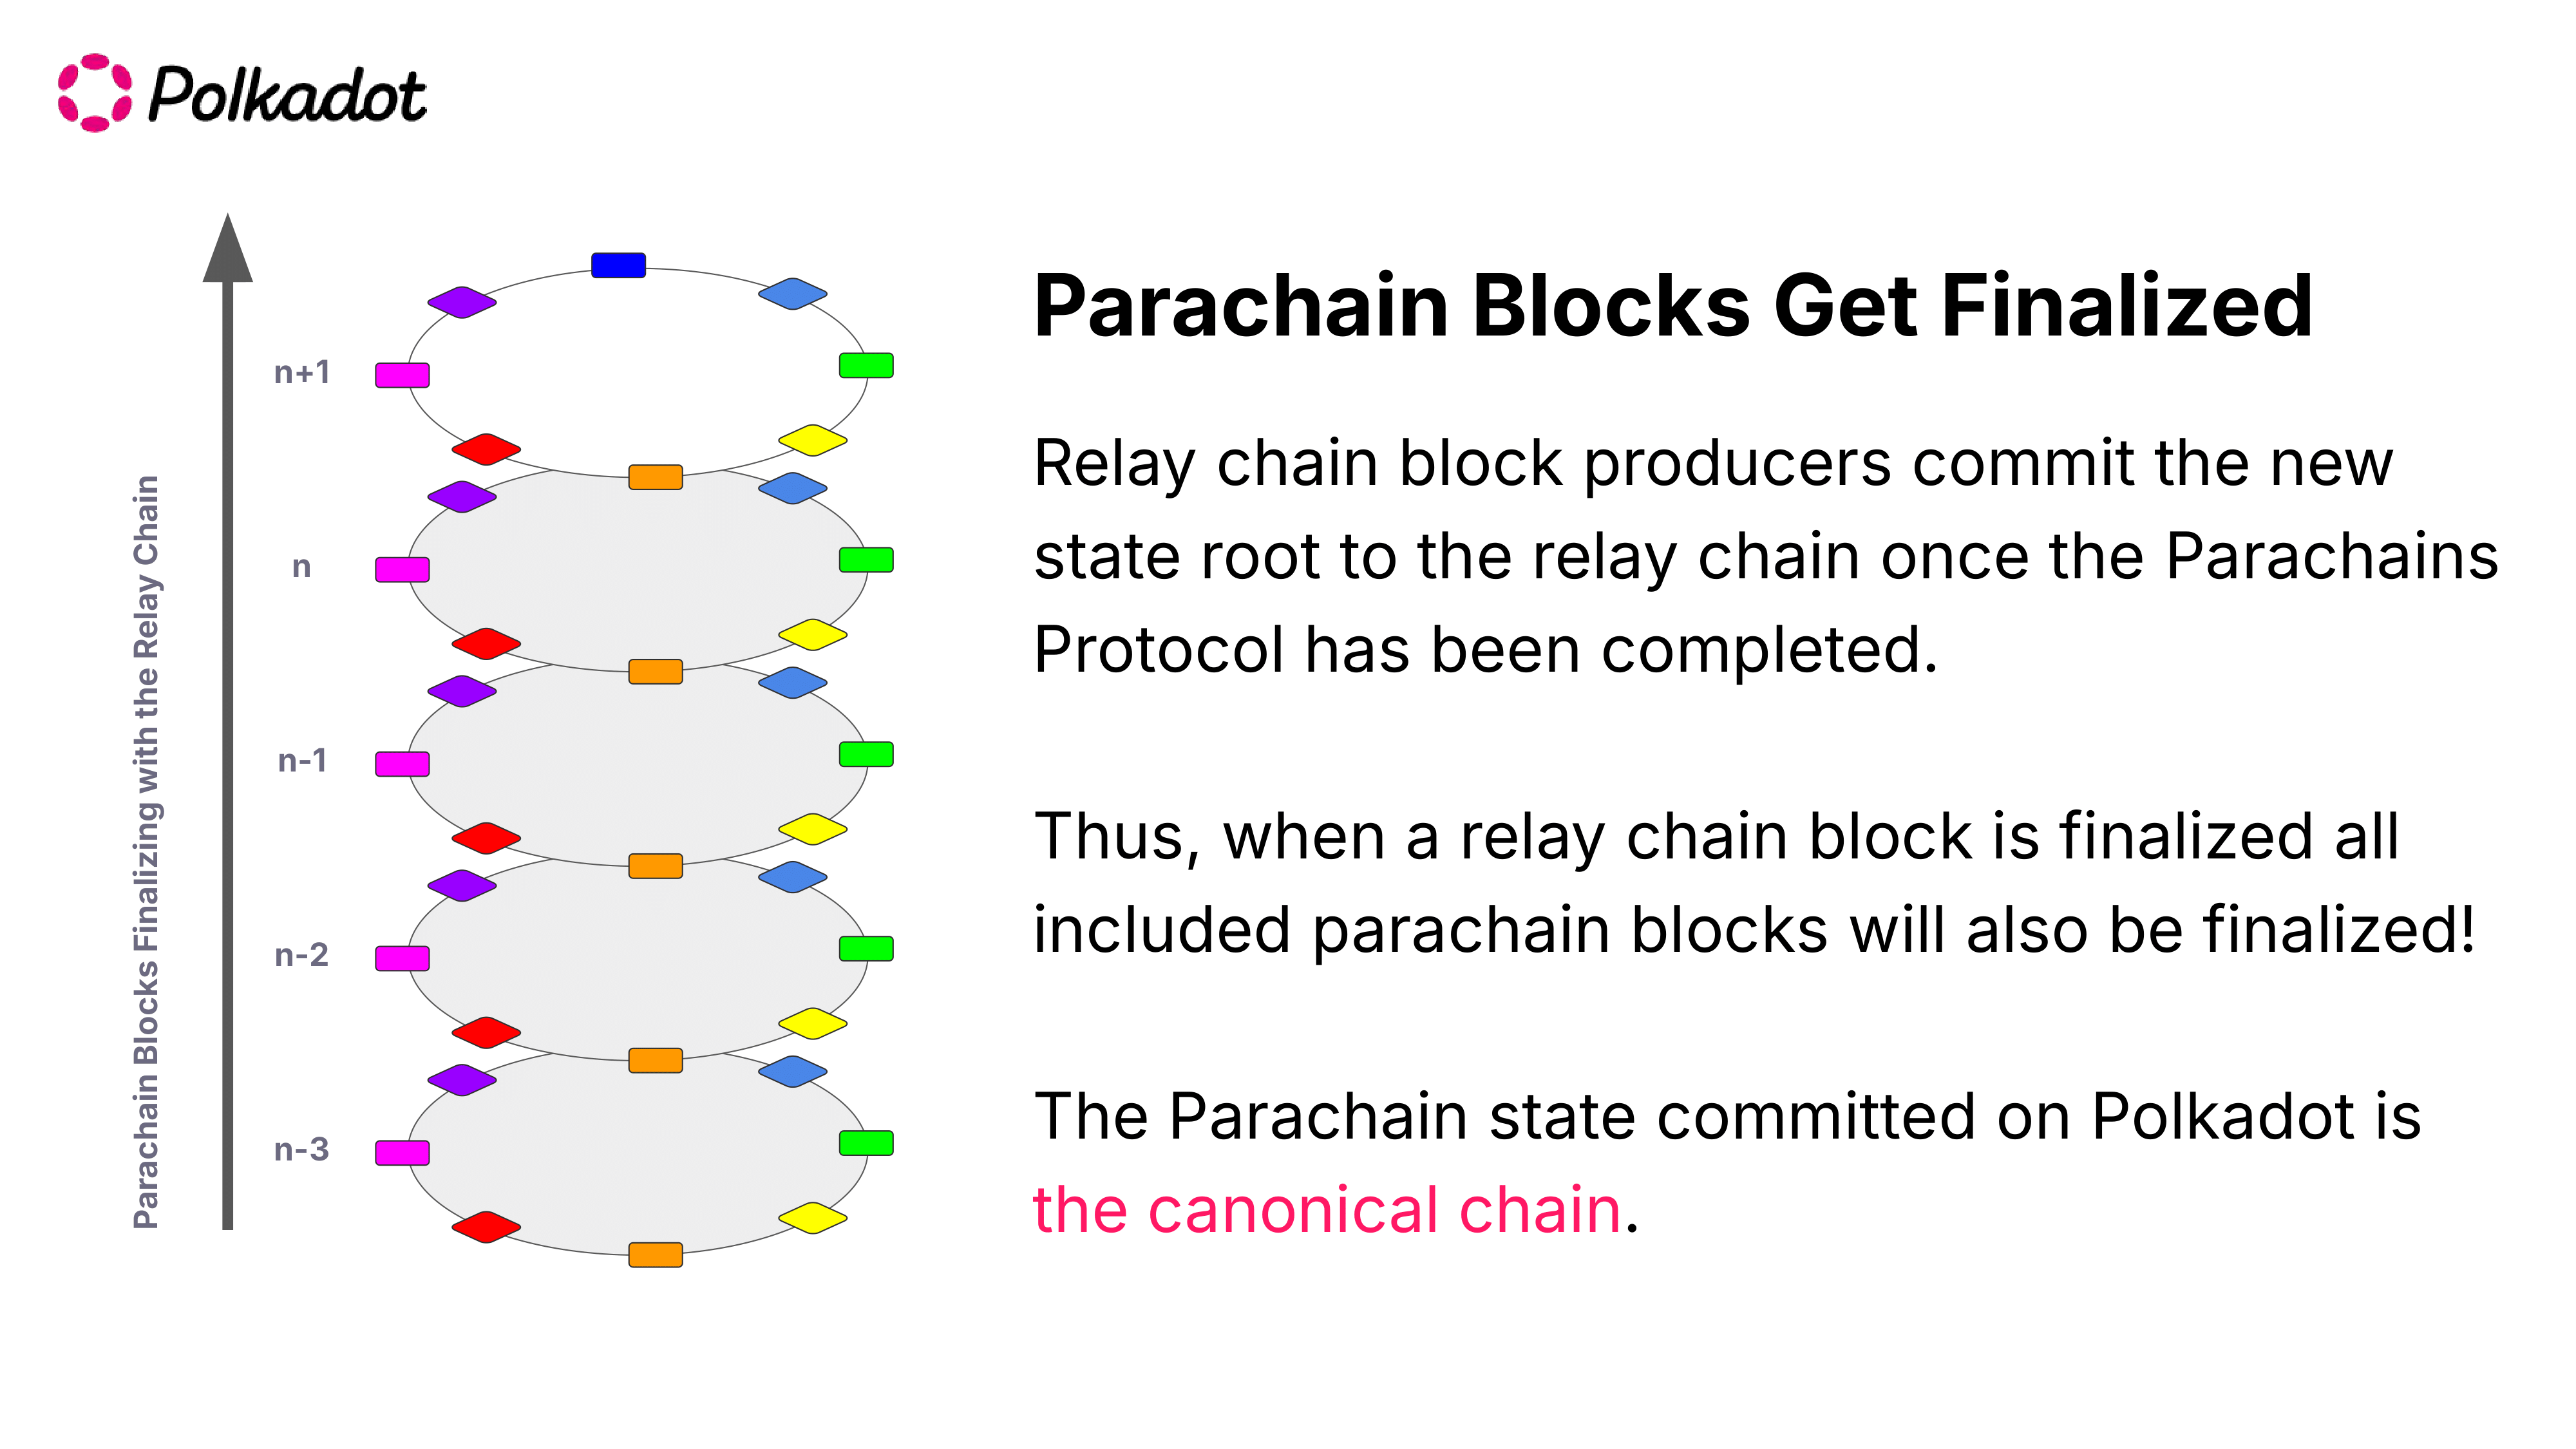 Polkadot
Parachain Blocks Finalizing with the Relay Chain
n+1
n
n-1
n-2
n-3
Parachain Blocks Get Finalized
Relay chain block producers commit the new
state root to the relay chain once the Parachains
Protocol has been completed.
Thus, when a relay chain block is finalized all
included parachain blocks will also be finalized!
The Parachain state committed on Polkadot is
the canonical chain.